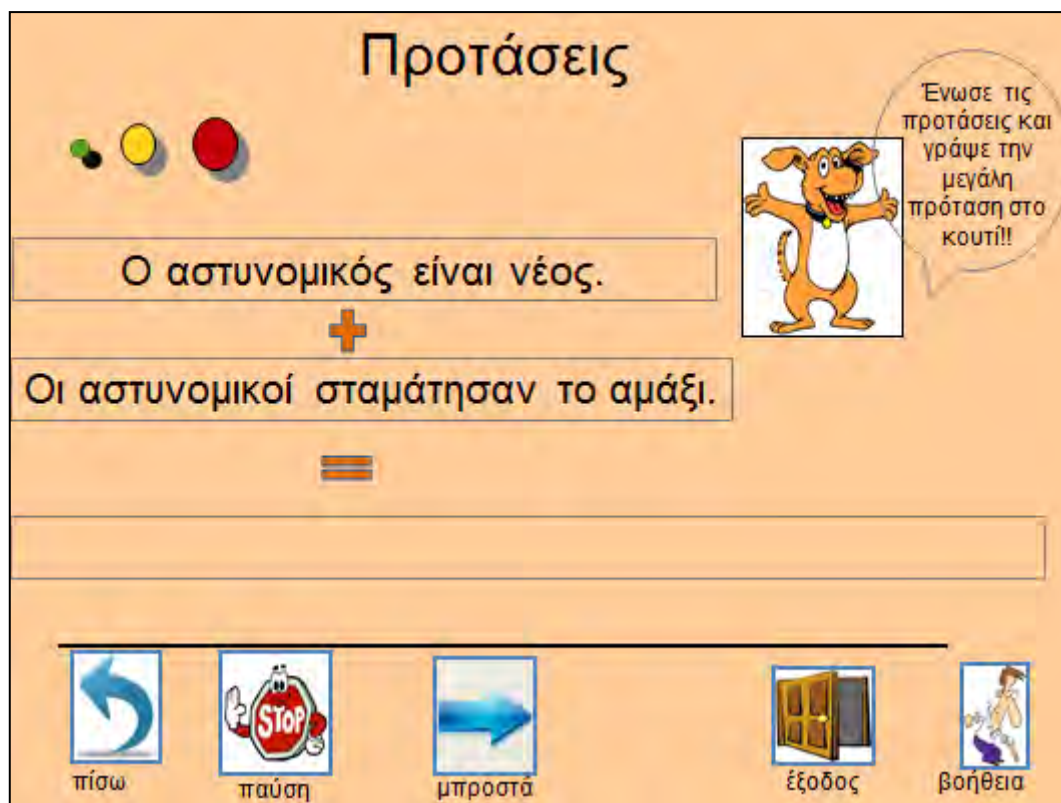 Προτάσεις
Ένωσε τις
προτάσεις και
γράψε την
μεγάλη
πρόταση στο
κουτί!!
Ο αστυνομικός είναι νέος.
Οι αστυνομικοί σταμάτησαν το αμάξι.
STOP
πίσω
παύση
μπροστά
έξοδος
βοήθεια